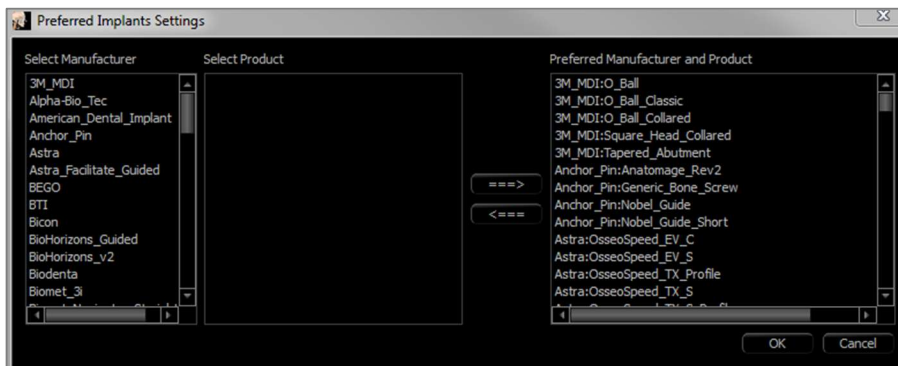 Preferred Implants Settings
Select Manufacturer
3M_MDI
Alpha-Bio_Tec
American_Dental_Implant
Anchor_Pin
Astra
Astra_Facilitate_Guided
BEGO
BTI
Bicon
BioHorizons_Guided
BioHorizons_v2
Biodenta
Biomet_3i
Select Product
===>
<===
Preferred Manufacturer and Product
3M_MDI:O_Ball
3M_MDI:O_Ball_Classic
3M_MDI:O_Ball_Collared
3M_MDI:Square_Head_Collared
3M_MDI:Tapered_Abutment
Anchor_Pin:Anatomage_Rev2
Anchor_Pin:Generic_Bone_Screw
Anchor_Pin:Nobel_Guide
Anchor_Pin:Nobel_Guide_Short
Astra:OsseoSpeed_EV_C
Astra:OsseoSpeed_EV_S
Astra:OsseoSpeed_TX_Profile
Astra:OsseoSpeed_TX_S
OK
Cancel